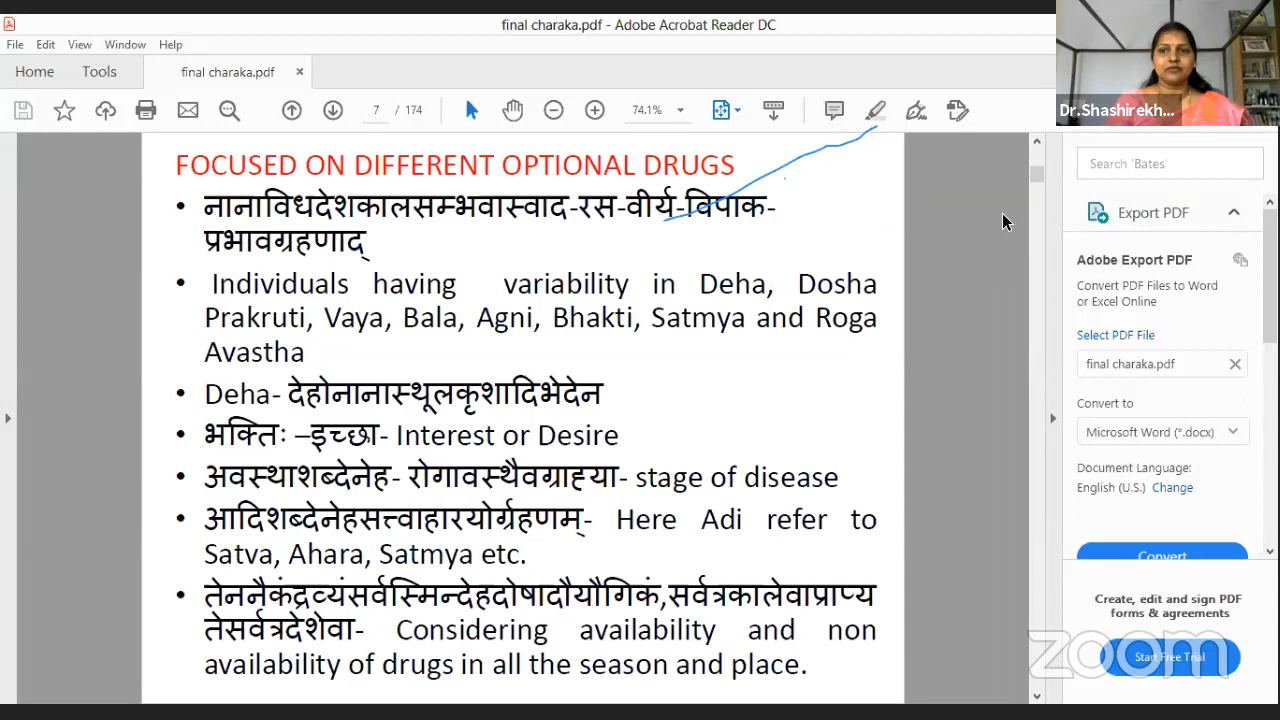 final charaka.pdf - Adobe Acrobat Reader DC
File Edit View Window Help
Home Tools final charaka.pdf ×
7 / 174 74.1%
Dr.Shashirekh...
FOCUSED ON DIFFERENT OPTIONAL DRUGS
• नानाविधदेशकालसम्भवास्वाद-रस-वीर्य-विपाक-
प्रभावग्रहणाद्
• Individuals having variability in Deha, Dosha
Prakruti, Vaya, Bala, Agni, Bhakti, Satmya and Roga
Avastha
• Deha- देहोनानास्थूलकृशादिभेदेन
• भक्तिः –इच्छा- Interest or Desire
• अवस्थाशब्देनेह- रोगावस्थैवग्राह्या- stage of disease
• आदिशब्देनेहसत्त्वाहारयोर्ग्रहणम्- Here Adi refer to
Satva, Ahara, Satmya etc.
• तेननैकंद्रव्यंसर्वस्मिन्देहदोषादौयौगिकं,सर्वत्रकालेवाप्राप्य
तेसर्वत्रदेशेवा- Considering availability and non
availability of drugs in all the season and place.
Search 'Bates'
Export PDF
Adobe Export PDF
Convert PDF Files to Word
or Excel Online
Select PDF File
final charaka.pdf
Convert to
Microsoft Word (*.docx)
Document Language:
English (U.S.) Change
Convert
Create, edit and sign PDF
forms & agreements
Start Free Trial
zoom